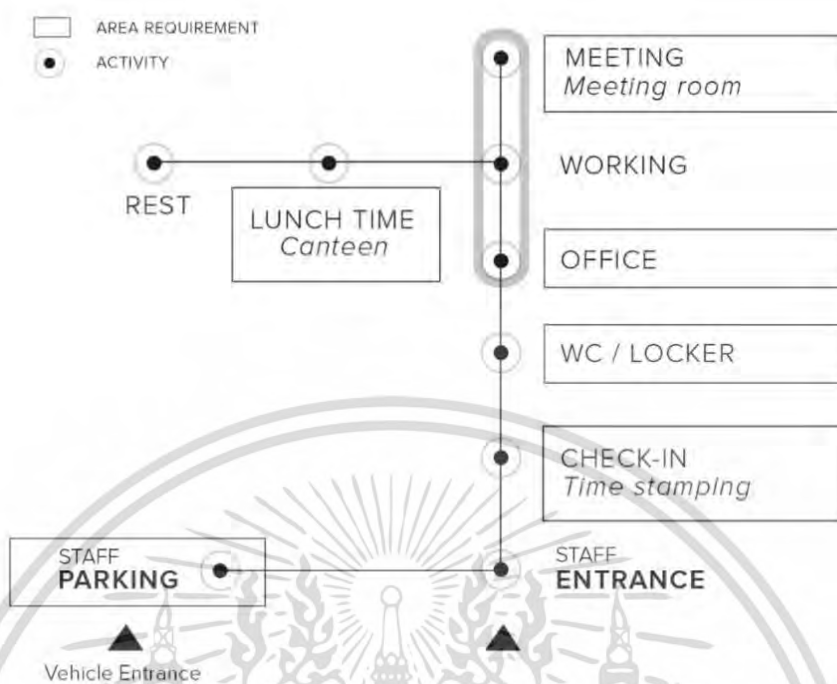 AREA REQUIREMENT
ACTIVITY
MEETING
Meeting room
WORKING
REST
LUNCH TIME
Canteen
OFFICE
WC / LOCKER
CHECK-IN
Time stamping
STAFF
PARKING
STAFF
ENTRANCE
Vehicle Entrance